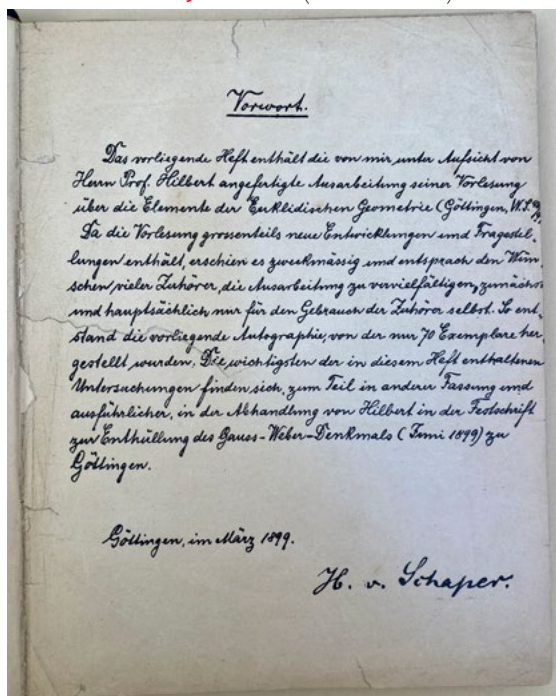 Vorwort.
Das vorliegende Heft enthält die von mir unter Aufsicht von
Herrn Prof. Hilbert angefertigte Ausarbeitung seiner Vorlesung
über die Elemente der Euklidischen Geometrie (Göttingen, W.S.
Da die Vorlesung grossenteils neue Entwicklungen und Fragestel-
lungen enthält, erschien es zweckmässig und entsprach den Wün-
schen vieler Zuhörer, die Ausarbeitung zu vervielfältigen, zunächst
und hauptsächlich nur für den Gebrauch der Zuhörer selbst. So ent-
stand die vorliegende Autographie, von der nur 70 Exemplare her-
gestellt wurden. Die wichtigsten der in diesem Heft enthaltenen
Untersuchungen finden sich, zum Teil in anderer Fassung und
ausführlicher, in der Abhandlung von Hilbert in der Festschrift
zur Enthüllung des Gauss-Weber-Denkmals (Juni 1899) zu
Göttingen.
Göttingen, im März 1899.
H. v. Schaper.